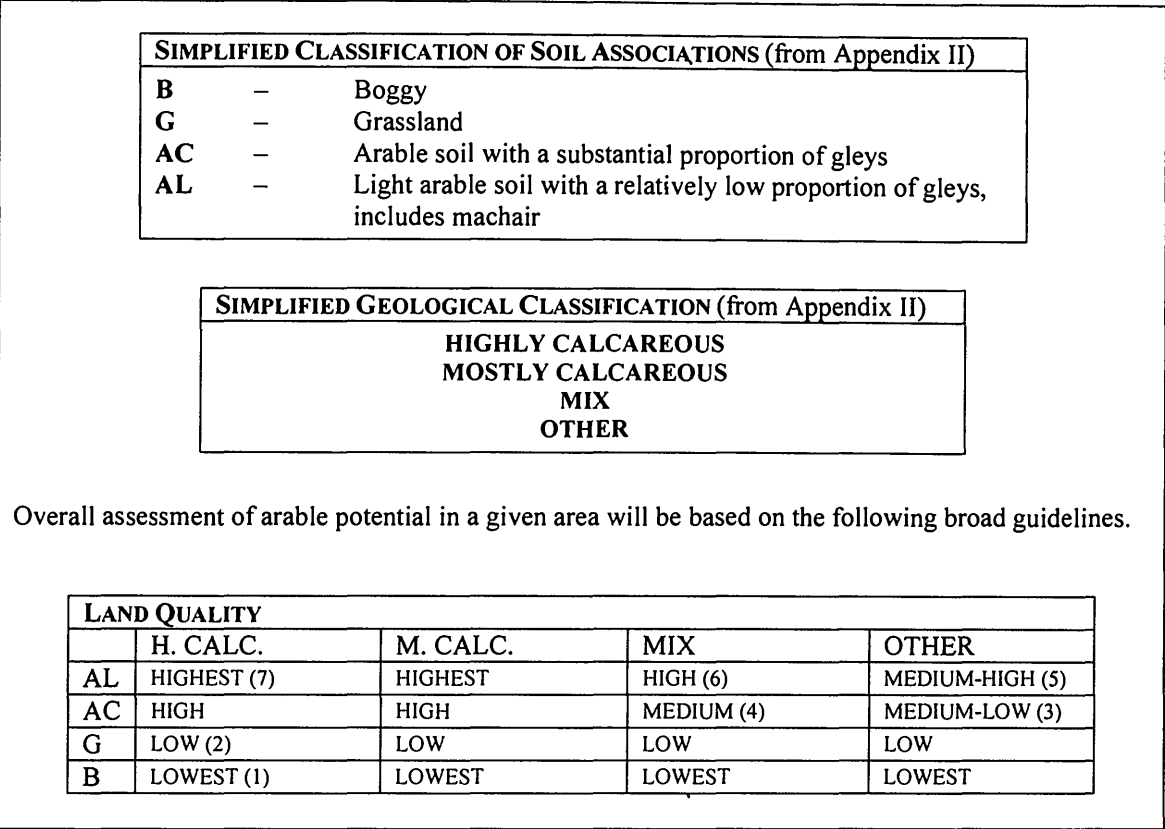 SIMPLIFIED CLASSIFICATION OF SOIL ASSOCIATIONS (from Appendix II)
B – Boggy
G – Grassland
AC – Arable soil with a substantial proportion of gleys
AL – Light arable soil with a relatively low proportion of gleys,
includes machair
SIMPLIFIED GEOLOGICAL CLASSIFICATION (from Appendix II)
HIGHLY CALCAREOUS
MOSTLY CALCAREOUS
MIX
OTHER
Overall assessment of arable potential in a given area will be based on the following broad guidelines.
LAND QUALITY
H. CALC. M. CALC. MIX OTHER
AL HIGHEST (7) HIGHEST HIGH (6) MEDIUM-HIGH (5)
AC HIGH HIGH MEDIUM (4) MEDIUM-LOW (3)
G LOW (2) LOW LOW LOW
B LOWEST (1) LOWEST LOWEST LOWEST